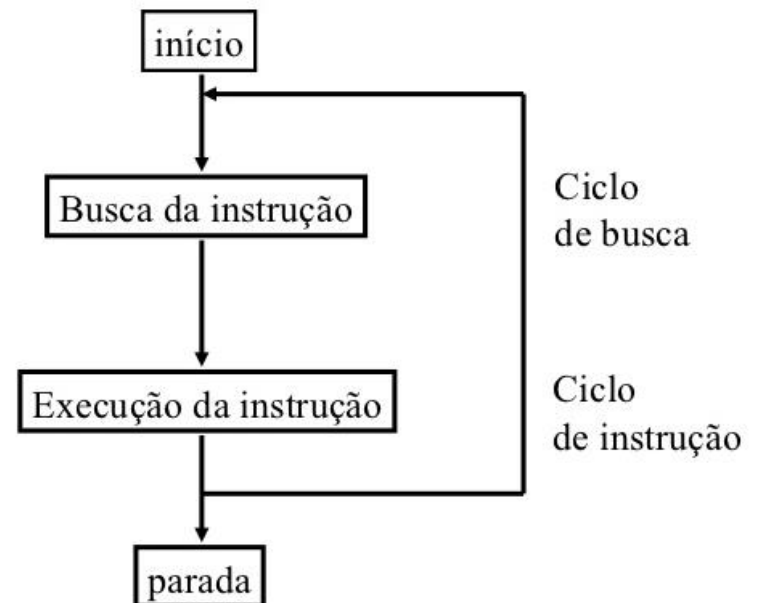 início
Busca da instrução
Ciclo
de busca
Execução da instrução
Ciclo
de instrução
parada